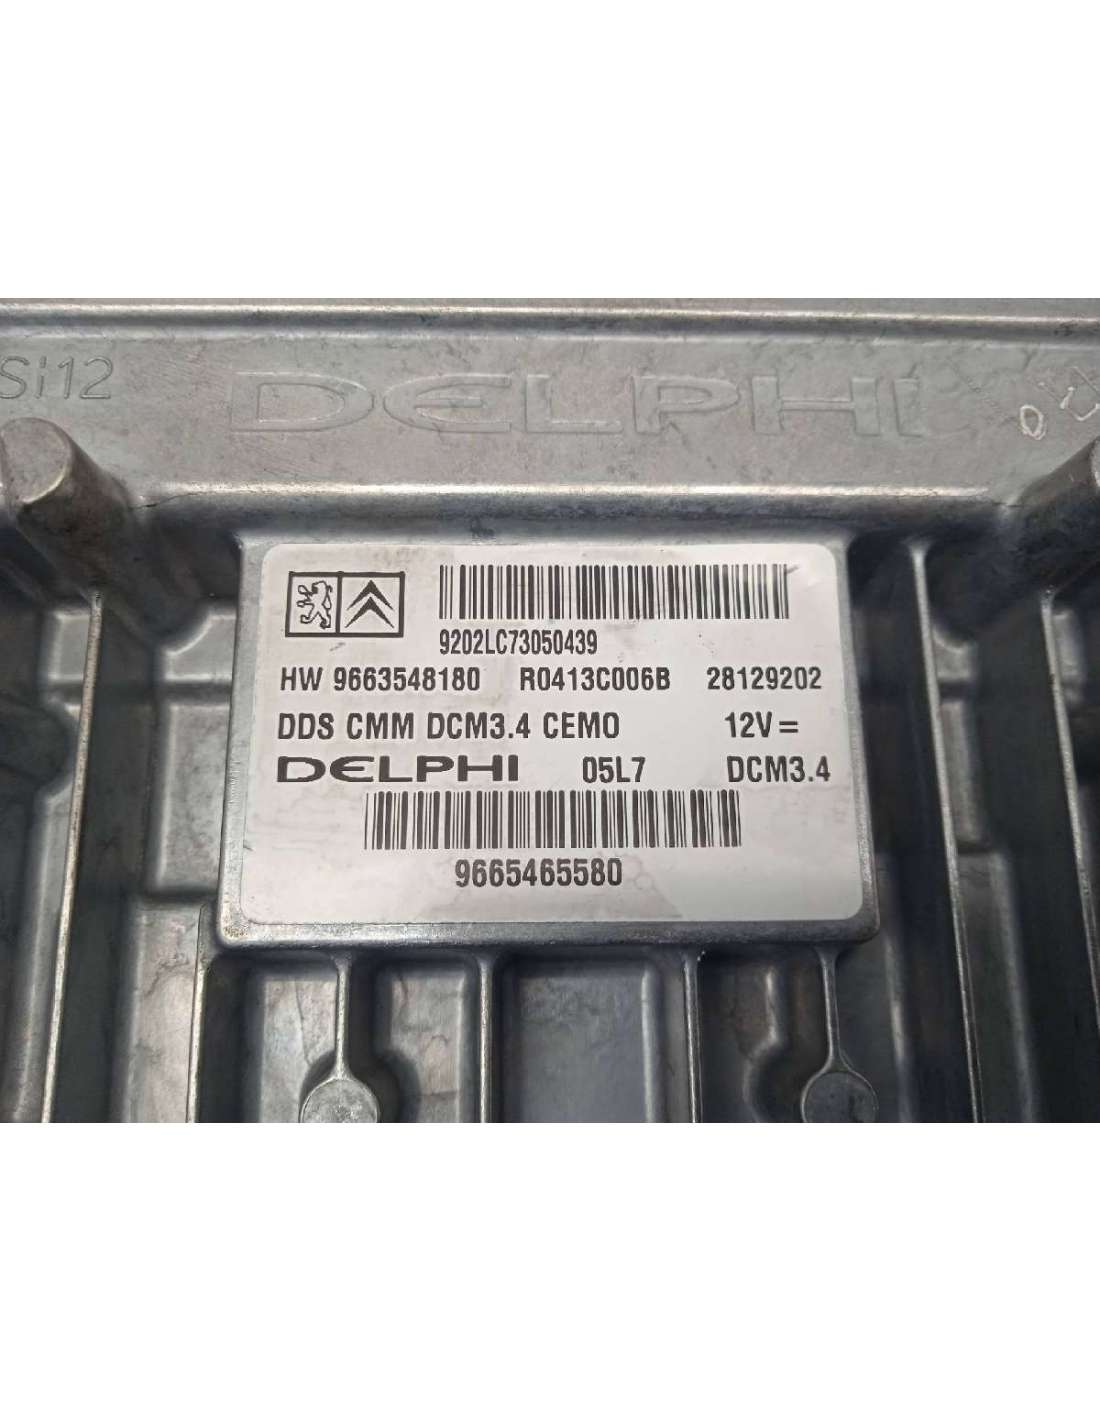 Si12
DELPHI
9202LC73050439
HW 9663548180 R0413C006B 28129202
DDS CMM DCM3.4 CEMO 12V =
DELPHI 05L7 DCM3.4
9665465580